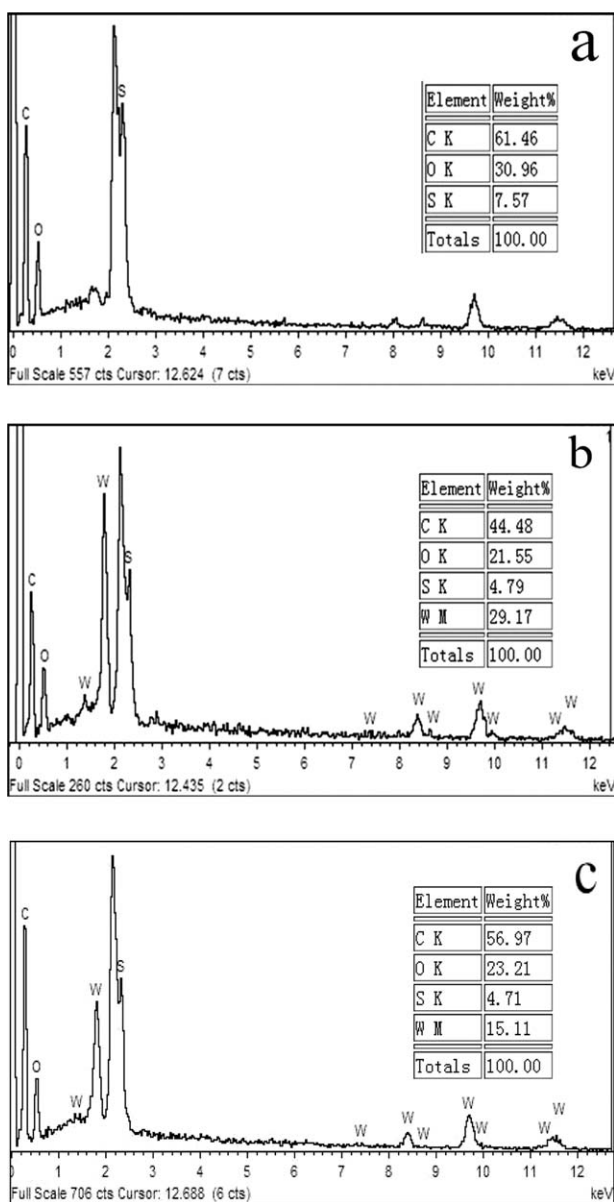 a
Element Weight%
C K 61.46
O K 30.96
S K 7.57
Totals 100.00
S
C
O
0 1 2 3 4 5 6 7 8 9 10 11 12
Full Scale 557 cts Cursor: 12.624 (7 cts) keV
b
1
Element Weight%
C K 44.48
O K 21.55
S K 4.79
W M 29.17
Totals 100.00
W
S
C
O
W W W W W W W W
0 1 2 3 4 5 6 7 8 9 10 11 12
Full Scale 260 cts Cursor: 12.435 (2 cts) keV
c
Element Weight%
C K 56.97
O K 23.21
S K 4.71
W M 15.11
Totals 100.00
C
S
W
O
W W W W W W W W
0 1 2 3 4 5 6 7 8 9 10 11 12
Full Scale 706 cts Cursor: 12.688 (6 cts) keV